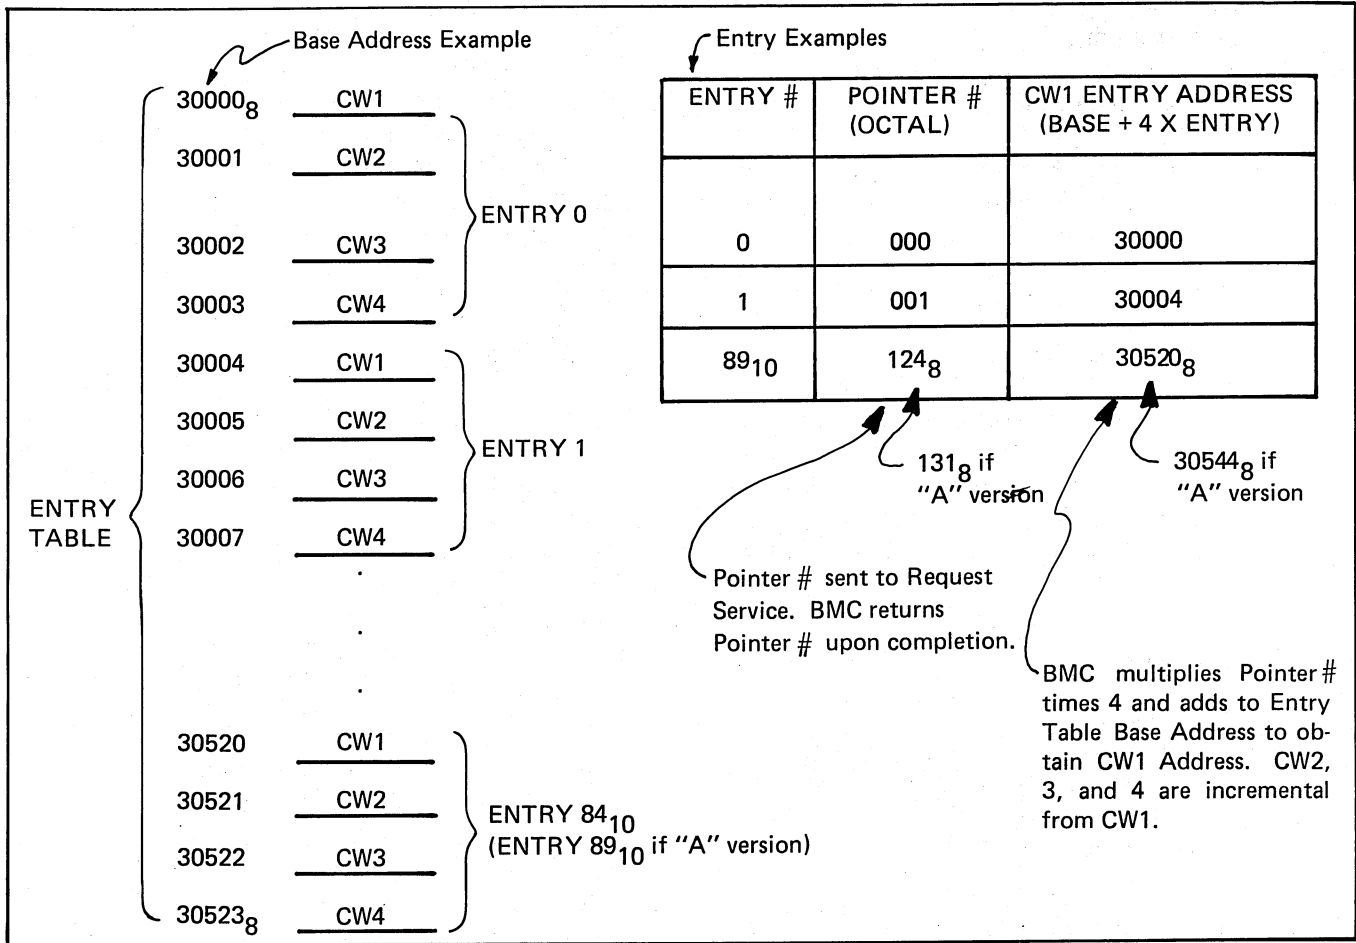 Base Address Example
30000₈ CW1
30001 CW2
30002 CW3
30003 CW4
ENTRY 0
30004 CW1
30005 CW2
30006 CW3
30007 CW4
ENTRY 1
ENTRY
TABLE
.
.
.
30520 CW1
30521 CW2
30522 CW3
30523₈ CW4
ENTRY 84₁₀
(ENTRY 89₁₀ if "A" version)
Entry Examples
ENTRY # POINTER # CW1 ENTRY ADDRESS
(OCTAL) (BASE + 4 X ENTRY)
0 000 30000
1 001 30004
89₁₀ 124₈ 30520₈
131₈ if
"A" version
30544₈ if
"A" version
Pointer # sent to Request
Service. BMC returns
Pointer # upon completion.
BMC multiplies Pointer #
times 4 and adds to Entry
Table Base Address to ob-
tain CW1 Address. CW2,
3, and 4 are incremental
from CW1.